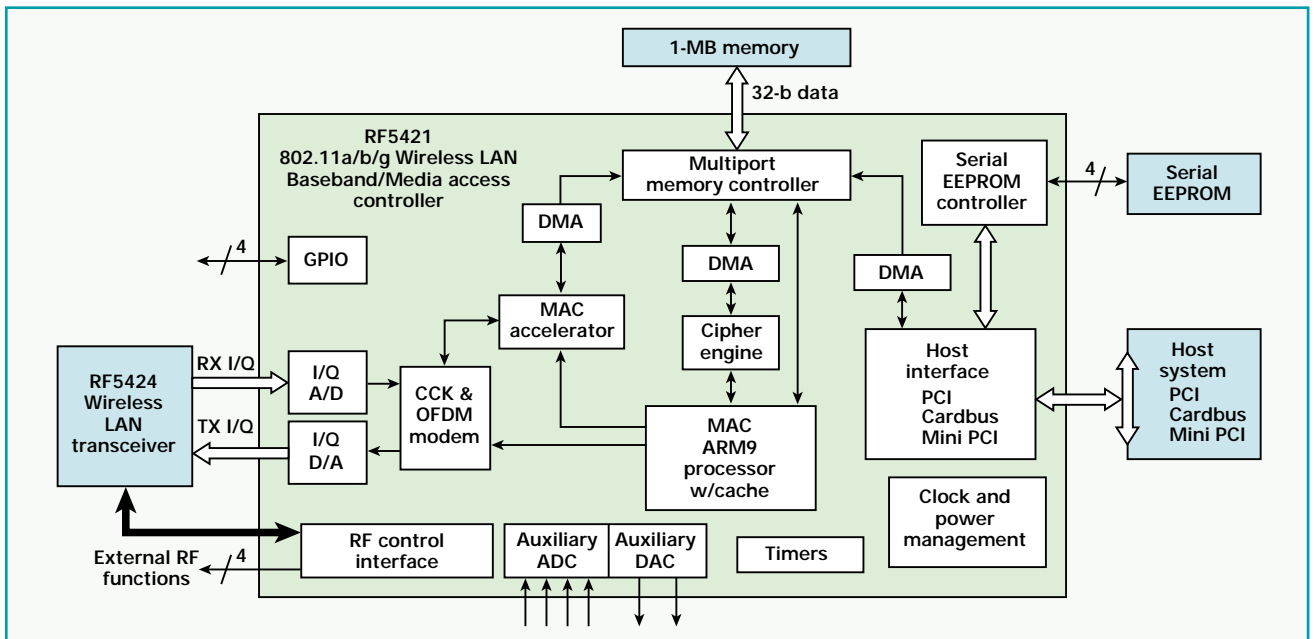 1-MB memory
32-b data
RF5421
802.11a/b/g Wireless LAN
Baseband/Media access
controller
Multiport
memory controller
Serial
EEPROM
controller
4
Serial
EEPROM
DMA
4
GPIO
DMA
DMA
MAC
accelerator
Cipher
engine
Host
interface
PCI
Cardbus
Mini PCI
Host
system
PCI
Cardbus
Mini PCI
RF5424
Wireless
LAN
transceiver
RX I/Q
TX I/Q
I/Q
A/D
I/Q
D/A
CCK &
OFDM
modem
MAC
ARM9
processor
w/cache
Clock and
power
management
External RF
functions
4
RF control
interface
Auxiliary
ADC
Auxiliary
DAC
Timers